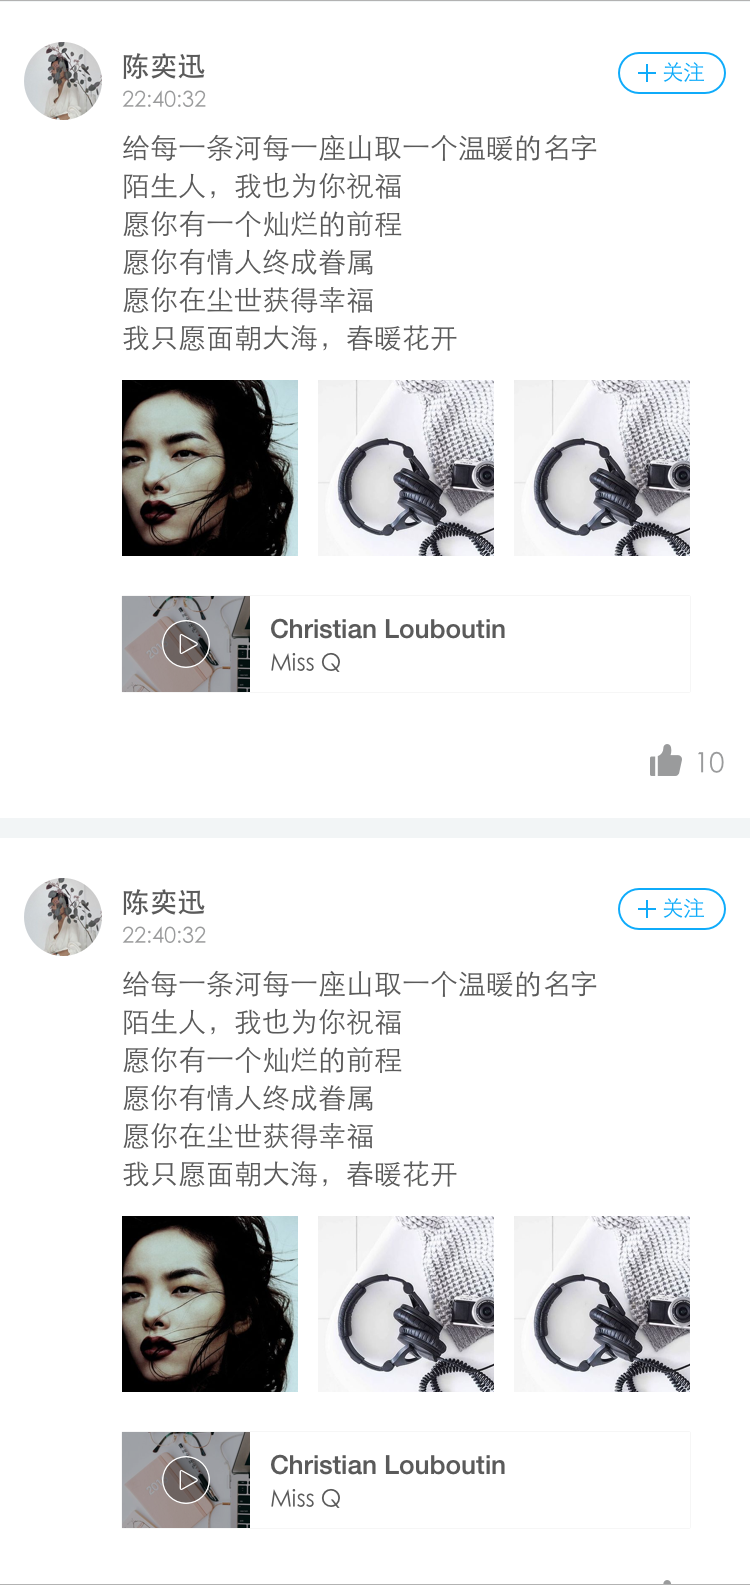 陈奕迅
关注
22:40:32
给每一条河每一座山取一个温暖的名字
陌生人，我也为你祝福
愿你有一个灿烂的前程
愿你有情人终成眷属
愿你在尘世获得幸福
我只愿面朝大海，春暖花开
Christian Louboutin
Miss Q
10
陈奕迅
关注
22:40:32
给每一条河每一座山取一个温暖的名字
陌生人，我也为你祝福
愿你有一个灿烂的前程
愿你有情人终成眷属
愿你在尘世获得幸福
我只愿面朝大海，春暖花开
Christian Louboutin
Miss Q